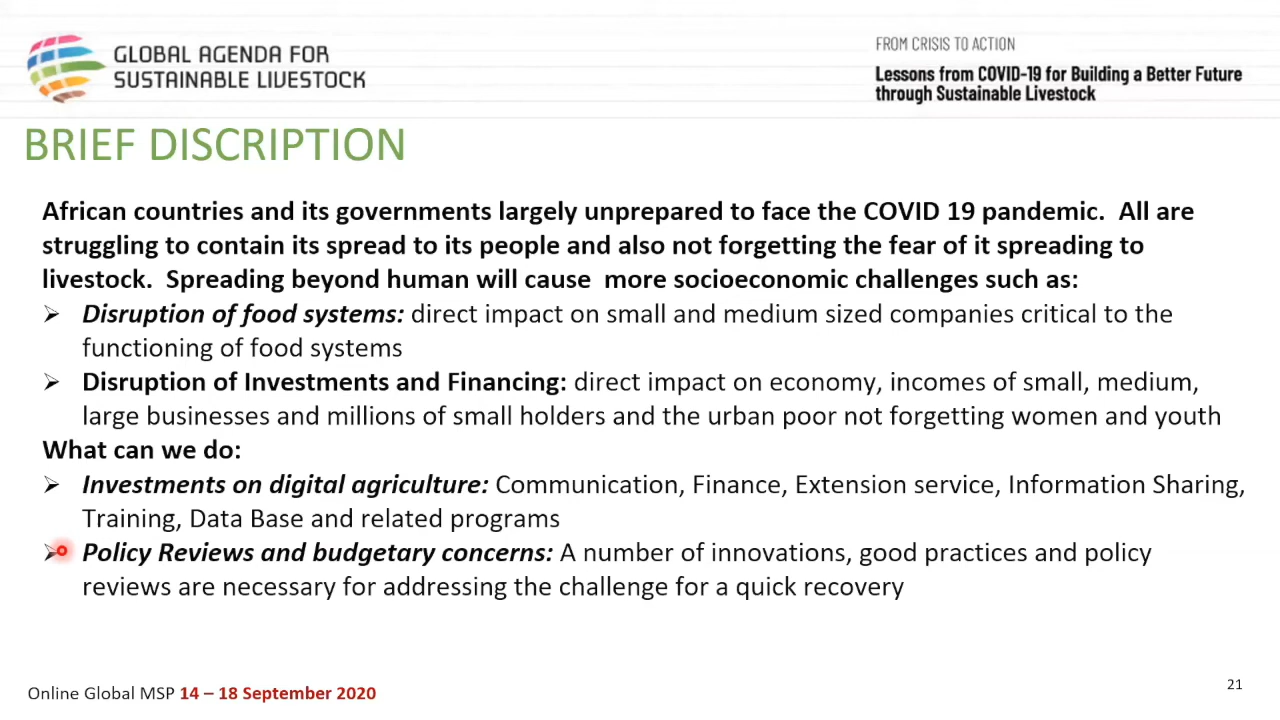 GLOBAL AGENDA FOR
SUSTAINABLE LIVESTOCK
FROM CRISIS TO ACTION
Lessons from COVID-19 for Building a Better Future
through Sustainable Livestock
BRIEF DISCRIPTION
African countries and its governments largely unprepared to face the COVID 19 pandemic. All are
struggling to contain its spread to its people and also not forgetting the fear of it spreading to
livestock. Spreading beyond human will cause more socioeconomic challenges such as:
➢ Disruption of food systems: direct impact on small and medium sized companies critical to the
functioning of food systems
➢ Disruption of Investments and Financing: direct impact on economy, incomes of small, medium,
large businesses and millions of small holders and the urban poor not forgetting women and youth
What can we do:
➢ Investments on digital agriculture: Communication, Finance, Extension service, Information Sharing,
Training, Data Base and related programs
➢ Policy Reviews and budgetary concerns: A number of innovations, good practices and policy
reviews are necessary for addressing the challenge for a quick recovery
Online Global MSP 14 – 18 September 2020
21